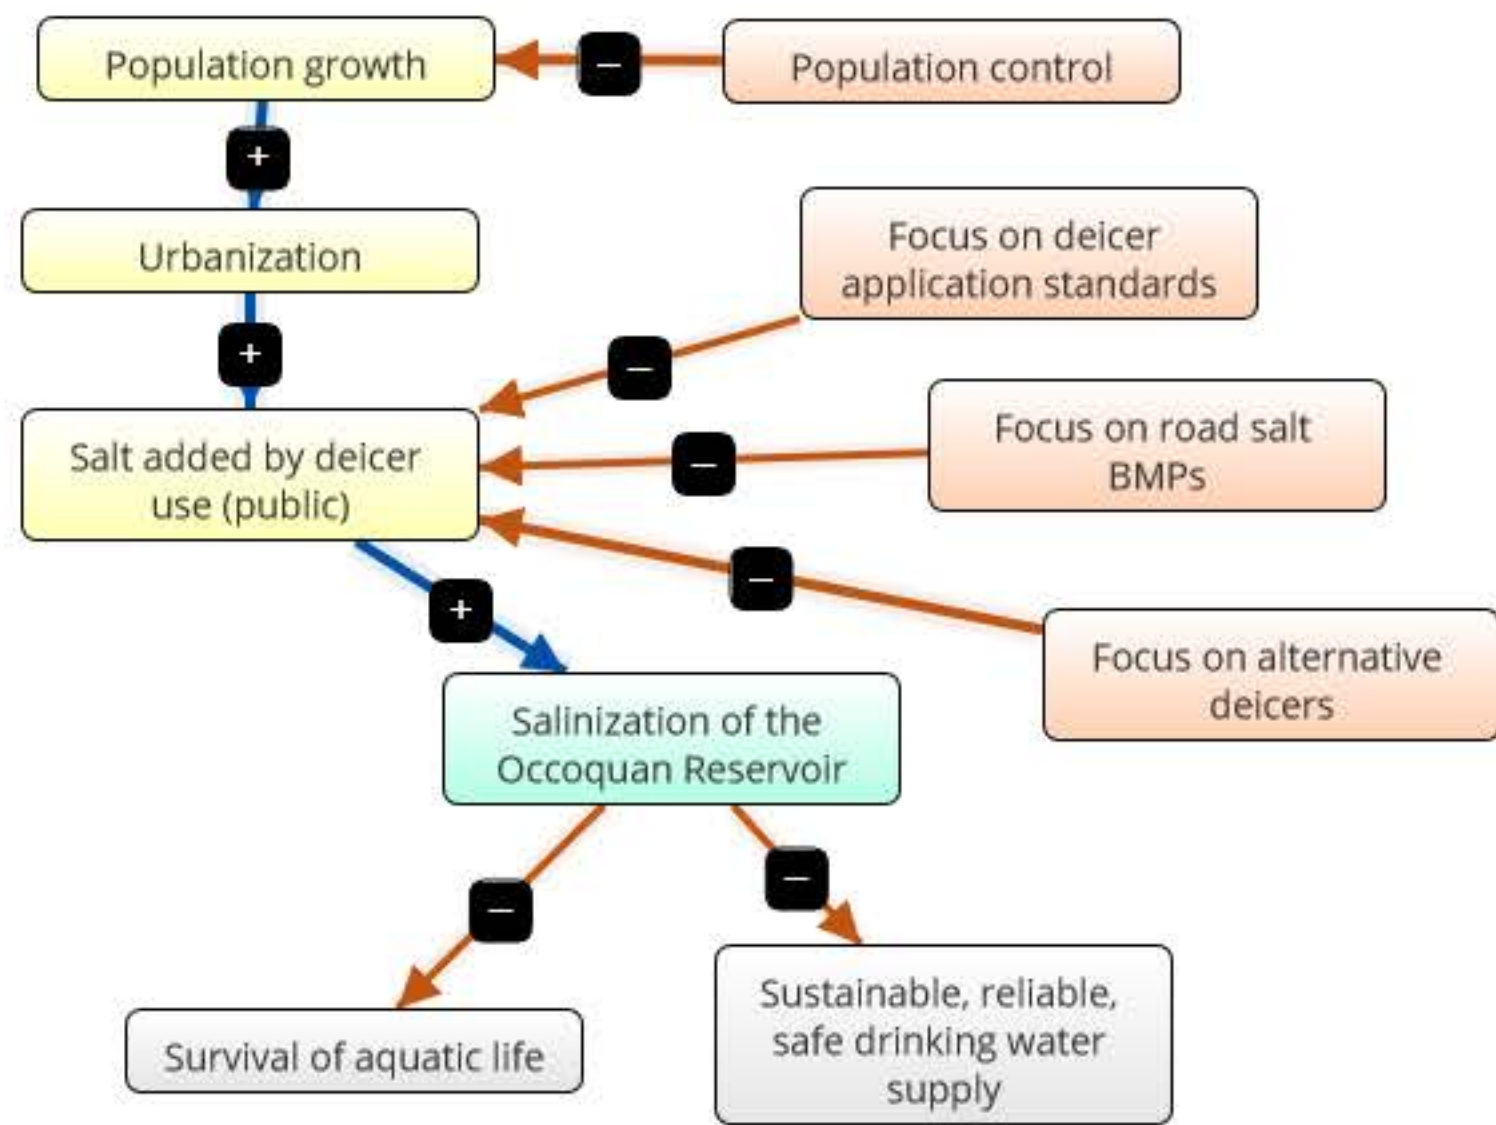 Population growth
−
Population control
+
Urbanization
Focus on deicer
application standards
+
−
Salt added by deicer
use (public)
−
Focus on road salt
BMPs
−
+
Focus on alternative
deicers
Salinization of the
Occoquan Reservoir
−
−
Survival of aquatic life
Sustainable, reliable,
safe drinking water
supply